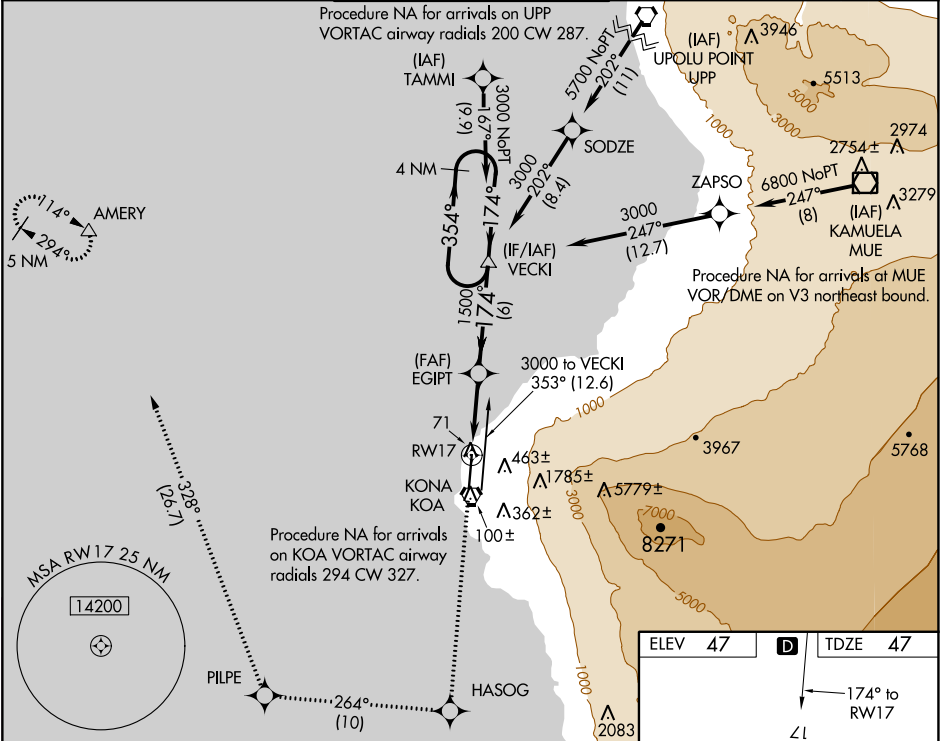 Procedure NA for arrivals on UPP
VORTAC airway radials 200 CW 287.
(IAF)
TAMMI
3000 NoPT
167°
(9.9)
5700 NoPT
202°
(11)
(IAF)
UPOLU POINT
UPP
3946
5513
5000
3000
1000
2974
2754±
3279
SODZE
4 NM
354°
174°
3000
202°
(8.4)
ZAPSO
6800 NoPT
247°
(8)
(IAF)
KAMUELA
MUE
3000
247°
(12.7)
114°
294°
5 NM
AMERY
(IF/IAF)
VECKI
Procedure NA for arrivals at MUE
VOR/DME on V3 northeast bound.
1500
174°
(9)
(FAF)
EGIPT
3000 to VECKI
353° (12.6)
1000
71
RW17
KONA
KOA
100±
463±
1785±
362±
5779±
3967
5768
3000
7000
8271
5000
1000
328°
(26.7)
Procedure NA for arrivals
on KOA VORTAC airway
radials 294 CW 327.
MSA RW17 25 NM
14200
PILPE
264°
(10)
HASOG
2083
ELEV 47
D
TDZE 47
174° to
RW17
17